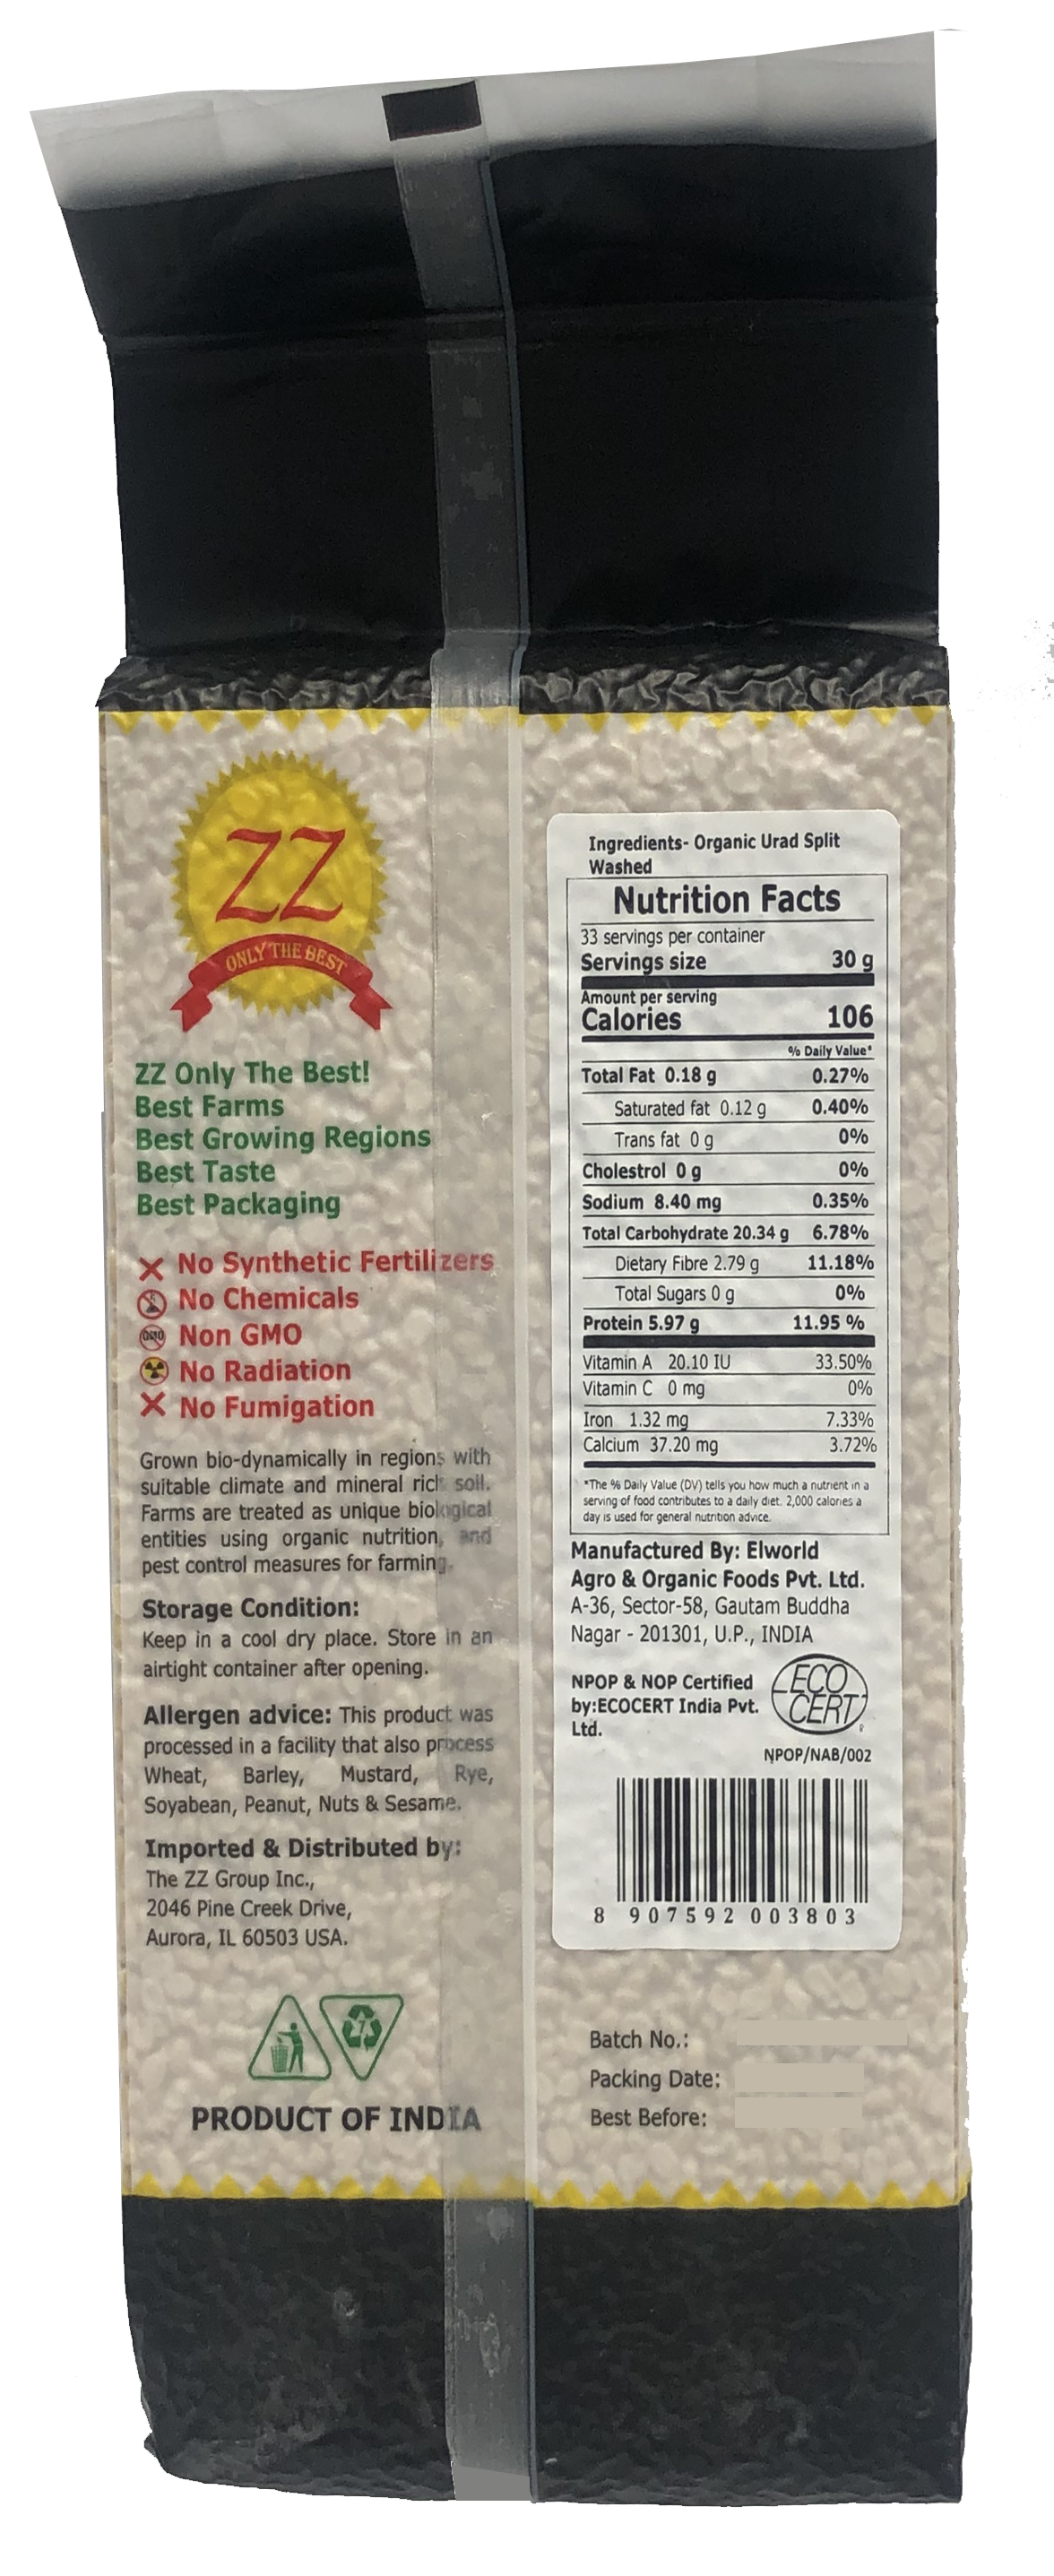 ZZ
ONLY THE BEST
ZZ Only The Best!
Best Farms
Best Growing Regions
Best Taste
Best Packaging
No Synthetic Fertilizers
No Chemicals
GMO Non GMO
No Radiation
No Fumigation
Grown bio-dynamically in regions with
suitable climate and mineral rich soil.
Farms are treated as unique biological
entities using organic nutrition, and
pest control measures for farming.
Storage Condition:
Keep in a cool dry place. Store in an
airtight container after opening.
Allergen advice: This product was
processed in a facility that also process
Wheat, Barley, Mustard, Rye,
Soyabean, Peanut, Nuts & Sesame.
Imported & Distributed by:
The ZZ Group Inc.,
2046 Pine Creek Drive,
Aurora, IL 60503 USA.
7
PRODUCT OF INDIA
Ingredients- Organic Urad Split
Washed
Nutrition Facts
33 servings per container
Servings size 30 g
Amount per serving
Calories 106
% Daily Value*
Total Fat 0.18 g 0.27%
Saturated fat 0.12 g 0.40%
Trans fat 0 g 0%
Cholestrol 0 g 0%
Sodium 8.40 mg 0.35%
Total Carbohydrate 20.34 g 6.78%
Dietary Fibre 2.79 g 11.18%
Total Sugars 0 g 0%
Protein 5.97 g 11.95 %
Vitamin A 20.10 IU 33.50%
Vitamin C 0 mg 0%
Iron 1.32 mg 7.33%
Calcium 37.20 mg 3.72%
*The % Daily Value (DV) tells you how much a nutrient in a
serving of food contributes to a daily diet. 2,000 calories a
day is used for general nutrition advice.
Manufactured By: Elworld
Agro & Organic Foods Pvt. Ltd.
A-36, Sector-58, Gautam Buddha
Nagar - 201301, U.P., INDIA
NPOP & NOP Certified
by:ECOCERT India Pvt.
Ltd.
ECO
CERT
®
NPOP/NAB/002
8 907592 003803
Batch No.:
Packing Date:
Best Before: